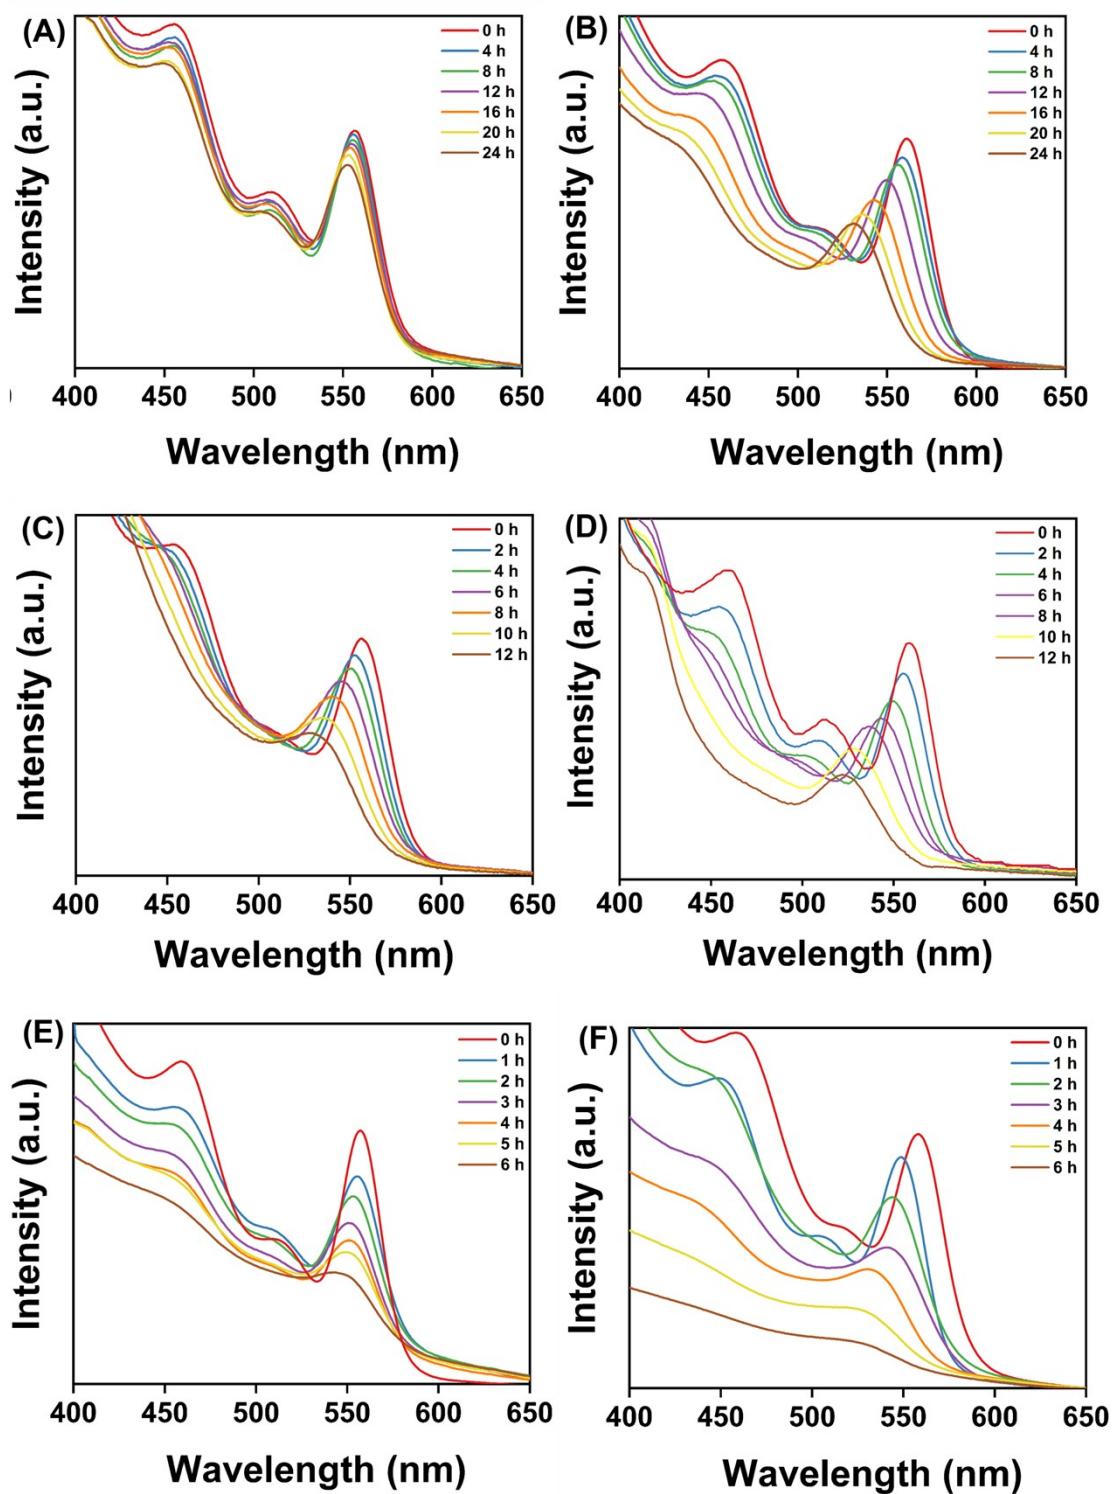 (A)
0 h
4 h
8 h
12 h
16 h
20 h
24 h
Intensity (a.u.)
400 450 500 550 600 650
Wavelength (nm)
(B)
0 h
4 h
8 h
12 h
16 h
20 h
24 h
Intensity (a.u.)
400 450 500 550 600 650
Wavelength (nm)
(C)
0 h
2 h
4 h
6 h
8 h
10 h
12 h
Intensity (a.u.)
400 450 500 550 600 650
Wavelength (nm)
(D)
0 h
2 h
4 h
6 h
8 h
10 h
12 h
Intensity (a.u.)
400 450 500 550 600 650
Wavelength (nm)
(E)
0 h
1 h
2 h
3 h
4 h
5 h
6 h
Intensity (a.u.)
400 450 500 550 600 650
Wavelength (nm)
(F)
0 h
1 h
2 h
3 h
4 h
5 h
6 h
Intensity (a.u.)
400 450 500 550 600 650
Wavelength (nm)